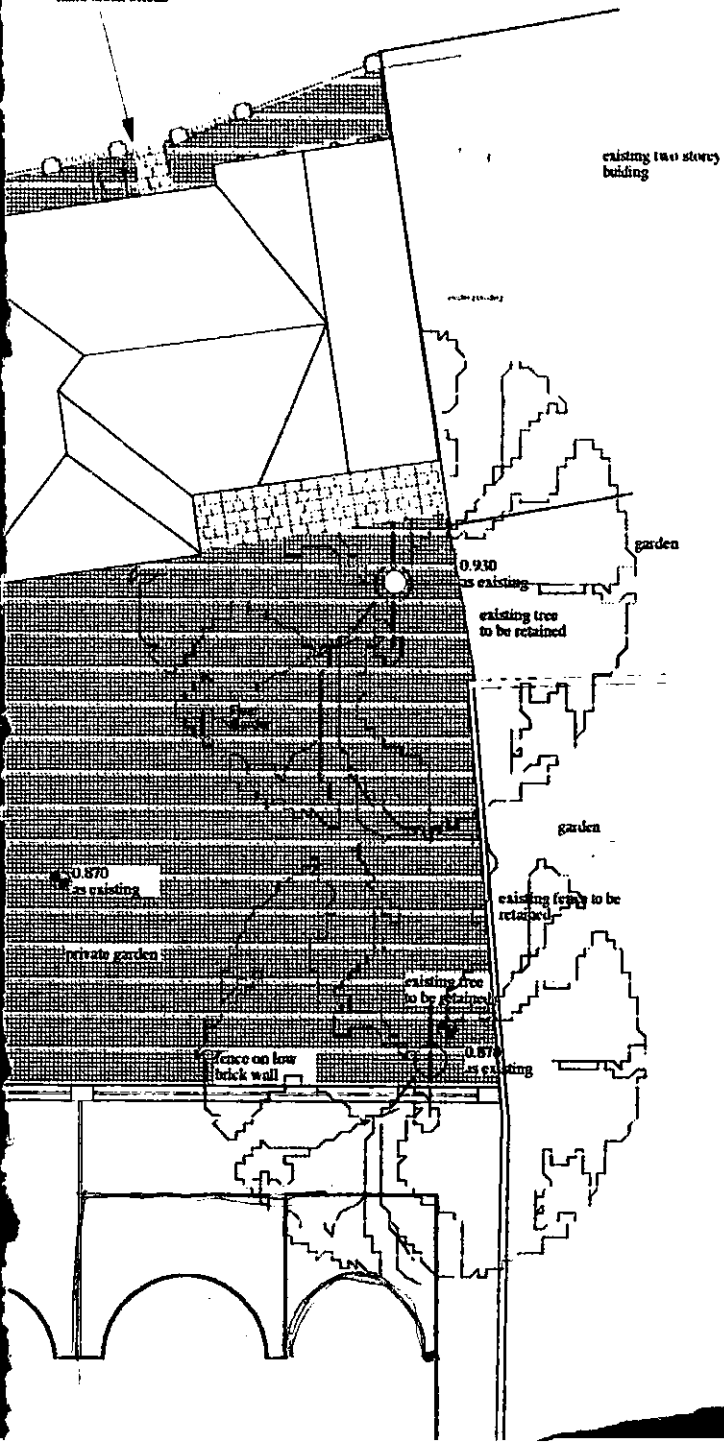 existing two storey
buiding
garden
0.930
as existing
existing tree
to be retained
garden
0.870
as existing
existing fence to be
retained
private garden
existing tree
to be retained
0.870
as existing
fence on low
brick wall